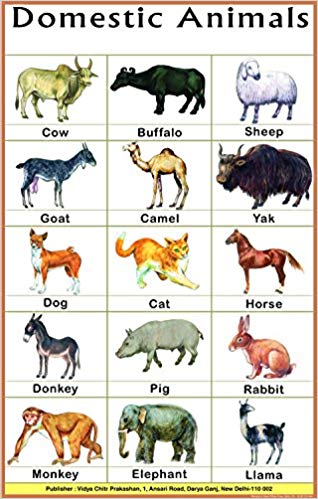 Domestic Animals
Cow Buffalo Sheep
Goat Camel Yak
Dog Cat Horse
Donkey Pig Rabbit
Monkey Elephant Llama
Publisher : Vidya Chitr Prakashan, 1, Ansari Road, Darya Ganj, New Delhi-110 002